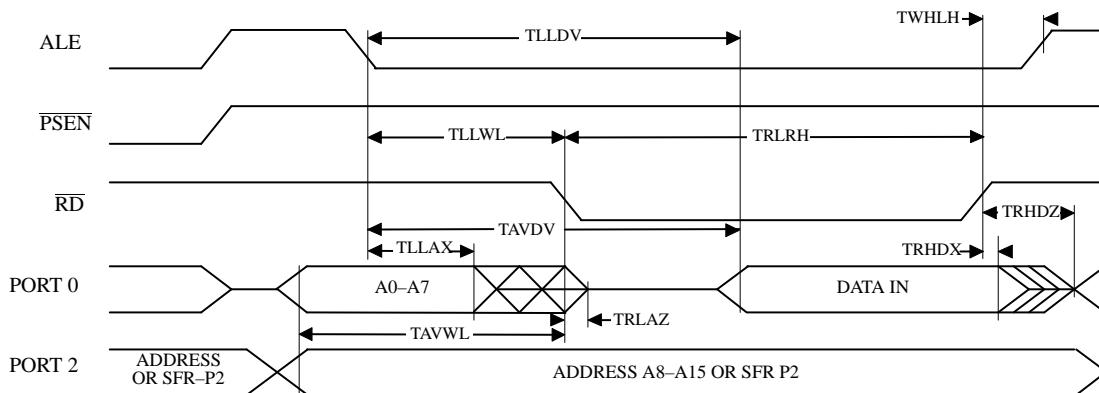 TWHLH
ALE
TLLDV
PSEN
TLLWL
TRLRH
RD
TAVDV
TRHDZ
TLLAX
TRHDX
PORT 0
A0–A7
DATA IN
TRLAZ
TAVWL
PORT 2
ADDRESS
OR SFR–P2
ADDRESS A8–A15 OR SFR P2